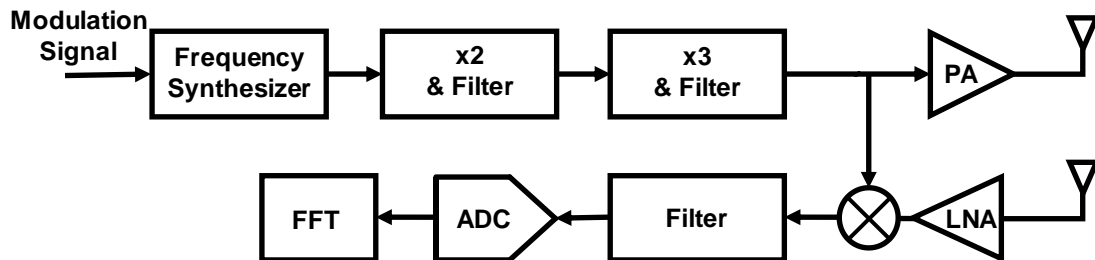 Modulation
Signal
Frequency
Synthesizer
x2
& Filter
x3
& Filter
PA
FFT
ADC
Filter
LNA